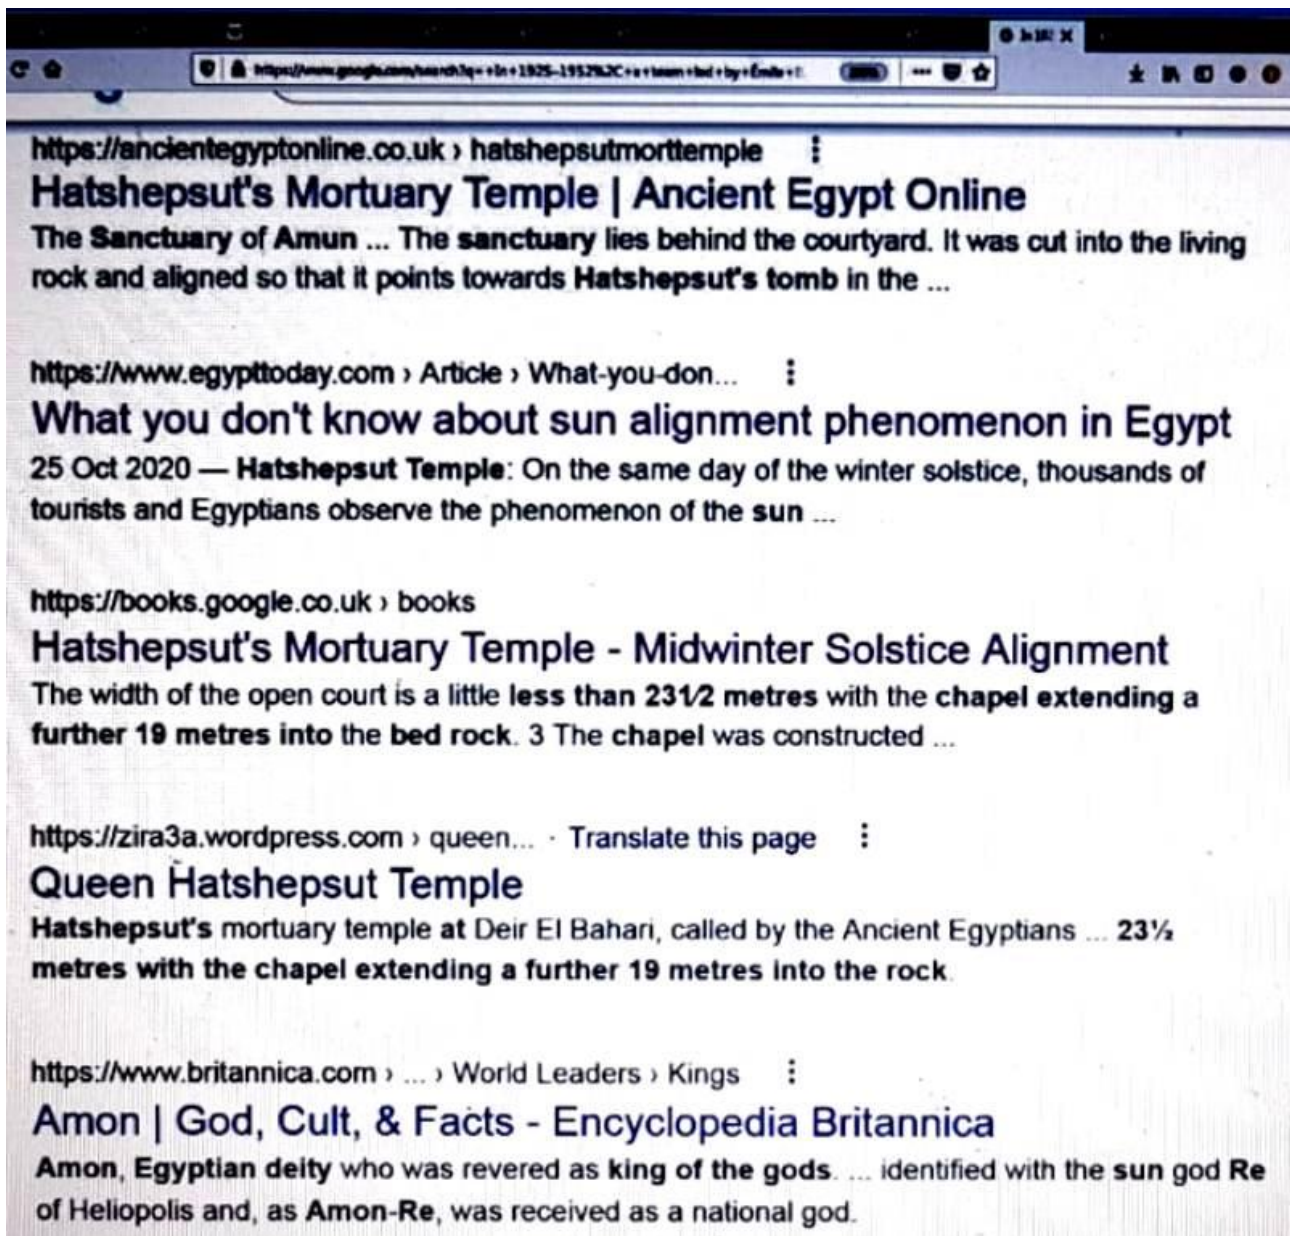 https://ancientegyptonline.co.uk › hatshepsutmorttemple
Hatshepsut's Mortuary Temple | Ancient Egypt Online
The Sanctuary of Amun ... The sanctuary lies behind the courtyard. It was cut into the living
rock and aligned so that it points towards Hatshepsut's tomb in the ...
https://www.egypttoday.com › Article › What-you-don...
What you don't know about sun alignment phenomenon in Egypt
25 Oct 2020 — Hatshepsut Temple: On the same day of the winter solstice, thousands of
tourists and Egyptians observe the phenomenon of the sun ...
https://books.google.co.uk › books
Hatshepsut's Mortuary Temple - Midwinter Solstice Alignment
The width of the open court is a little less than 231⁄2 metres with the chapel extending a
further 19 metres into the bed rock. 3 The chapel was constructed ...
https://zira3a.wordpress.com › queen... · Translate this page
Queen Hatshepsut Temple
Hatshepsut's mortuary temple at Deir El Bahari, called by the Ancient Egyptians ... 23½
metres with the chapel extending a further 19 metres into the rock.
https://www.britannica.com › ... › World Leaders › Kings
Amon | God, Cult, & Facts - Encyclopedia Britannica
Amon, Egyptian deity who was revered as king of the gods. ... identified with the sun god Re
of Heliopolis and, as Amon-Re, was received as a national god.